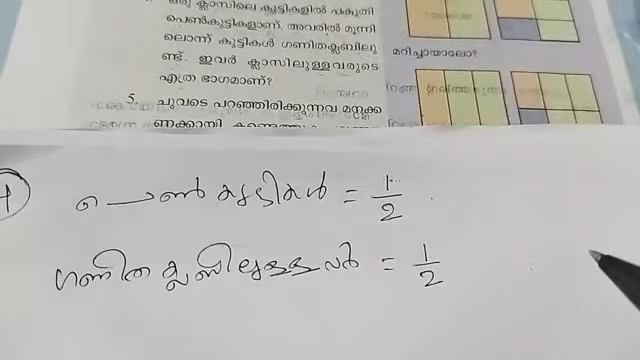 ഒരു ക്ലാസിലെ കുട്ടികളിൽ പകുതി
പെൺകുട്ടികളാണ്. അവരിൽ മൂന്നി
ലൊന്ന് കുട്ടികൾ ഗണിതക്ലബിലു
ണ്ട്. ഇവർ ക്ലാസിലുള്ളവരുടെ
എത്ര ഭാഗമാണ്?
5. ചുവടെ പറഞ്ഞിരിക്കുന്നവ മനക്ക
ണക്കായി
മറിച്ചായാലോ?
പെൺകുട്ടികൾ = 1/2
ഗണിത ക്ലബിലുള്ളവർ = 1/2